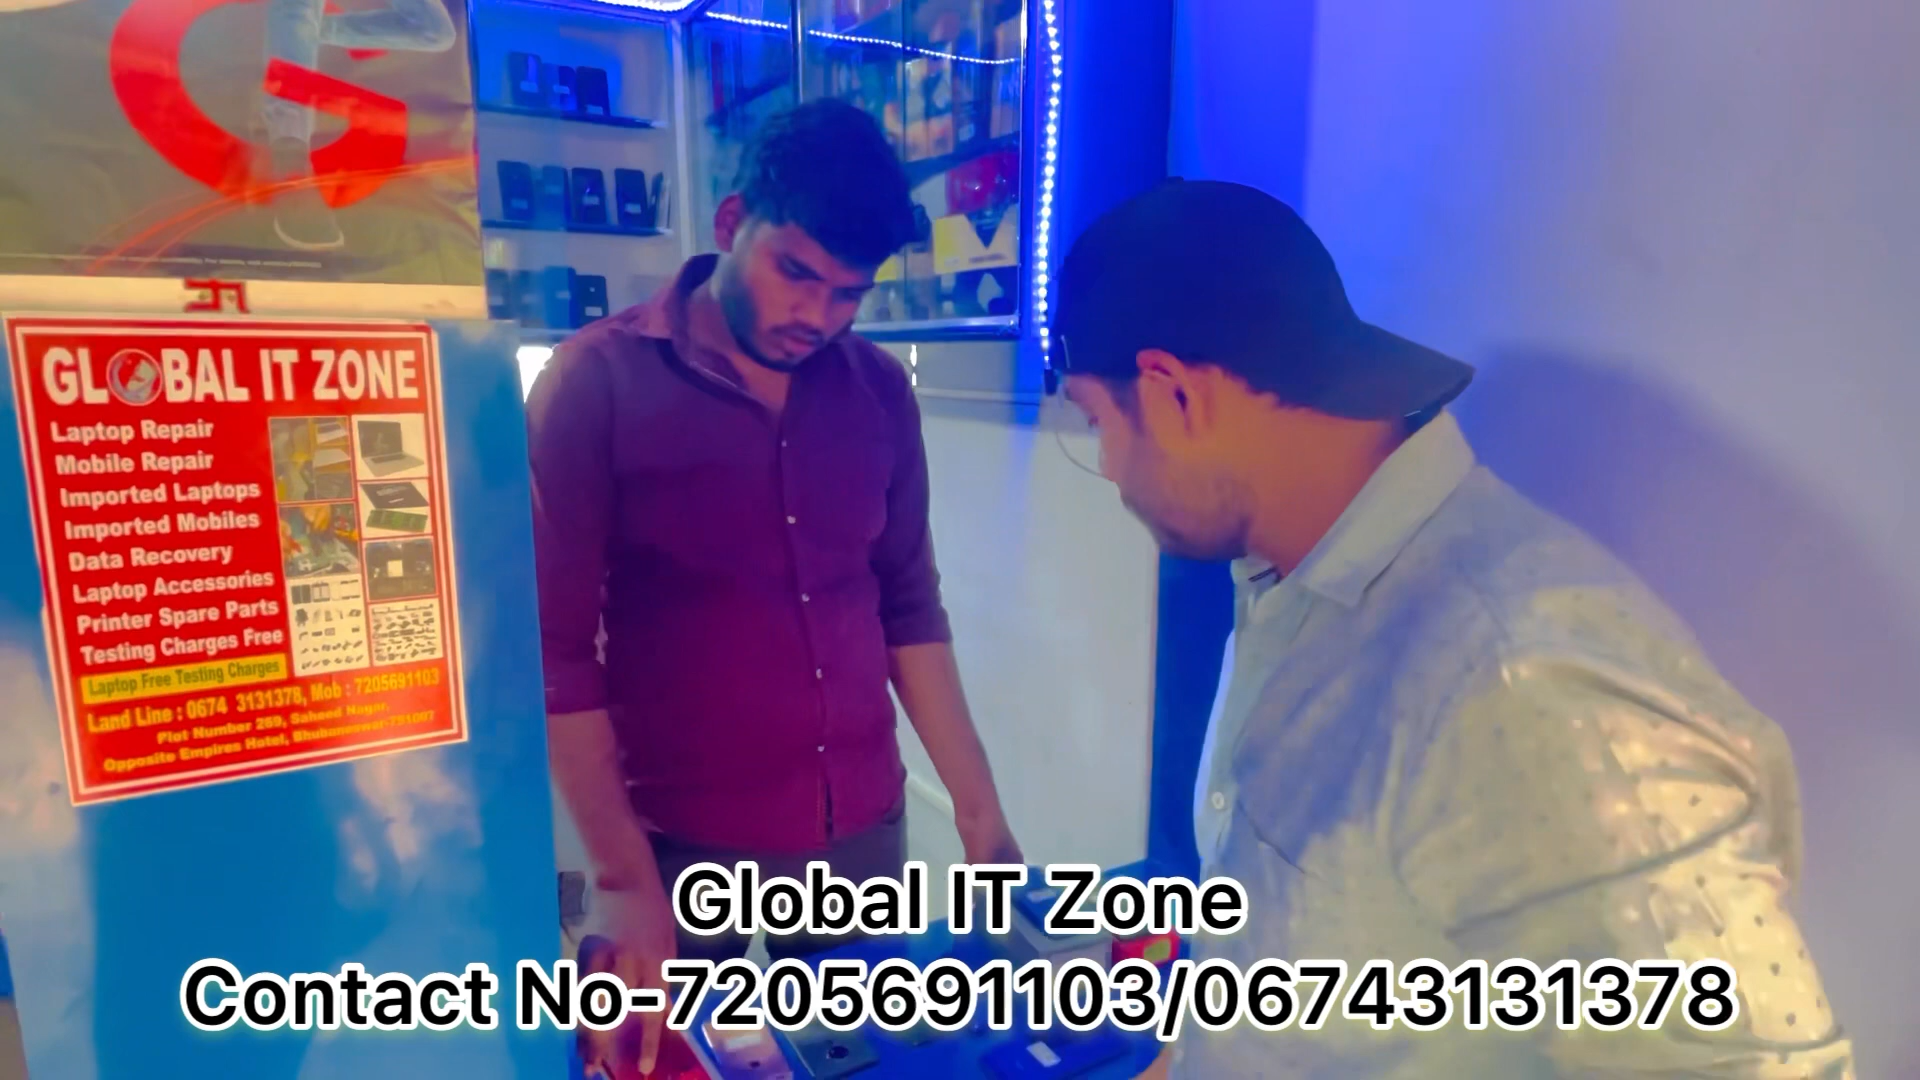 GLOBAL IT ZONE
Laptop Repair
Mobile Repair
Imported Laptops
Imported Mobiles
Data Recovery
Laptop Accessories
Printer Spare Parts
Testing Charges Free
Laptop Free Testing Charges
Land Line : 0674 3131378, Mob : 7205691103
Plot Number 269, Saheed Nagar,
Opposite Empires Hotel, Bhubaneswar-751007
Global IT Zone
Contact No-7205691103/06743131378